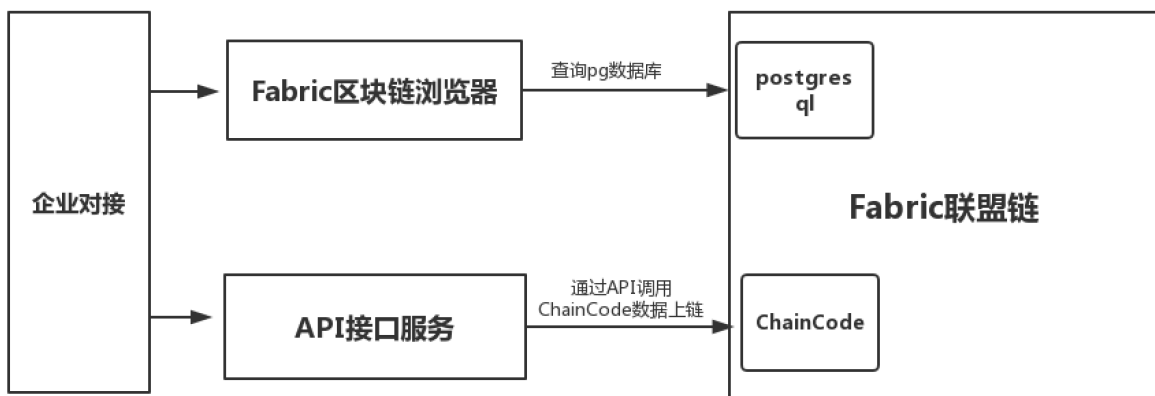 企业对接
Fabric区块链浏览器
查询pg数据库
postgres
ql
Fabric联盟链
API接口服务
通过API调用
ChainCode数据上链
ChainCode